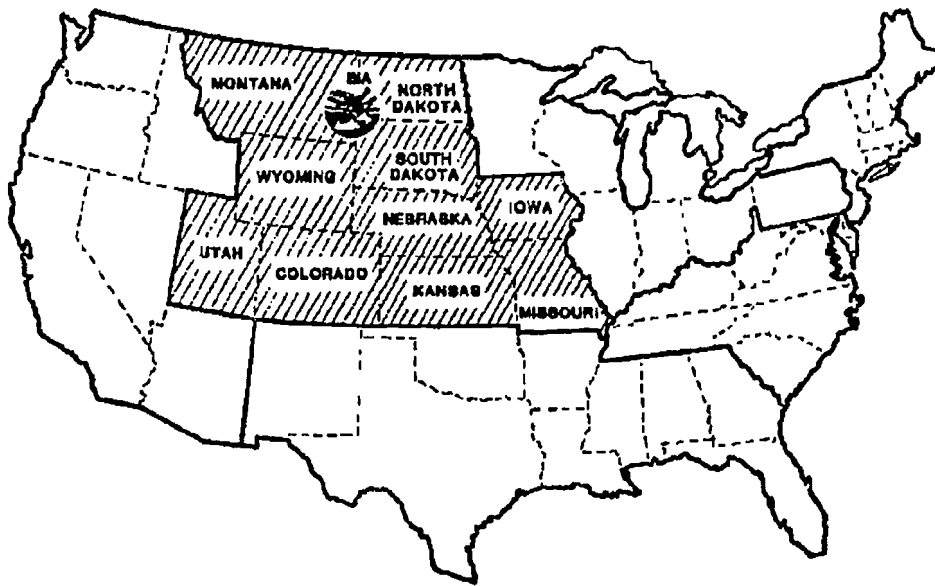 MONTANA
BIA
NORTH
DAKOTA
WYOMING
SOUTH
DAKOTA
NEBRASKA
IOWA
UTAH
COLORADO
KANSAS
MISSOURI